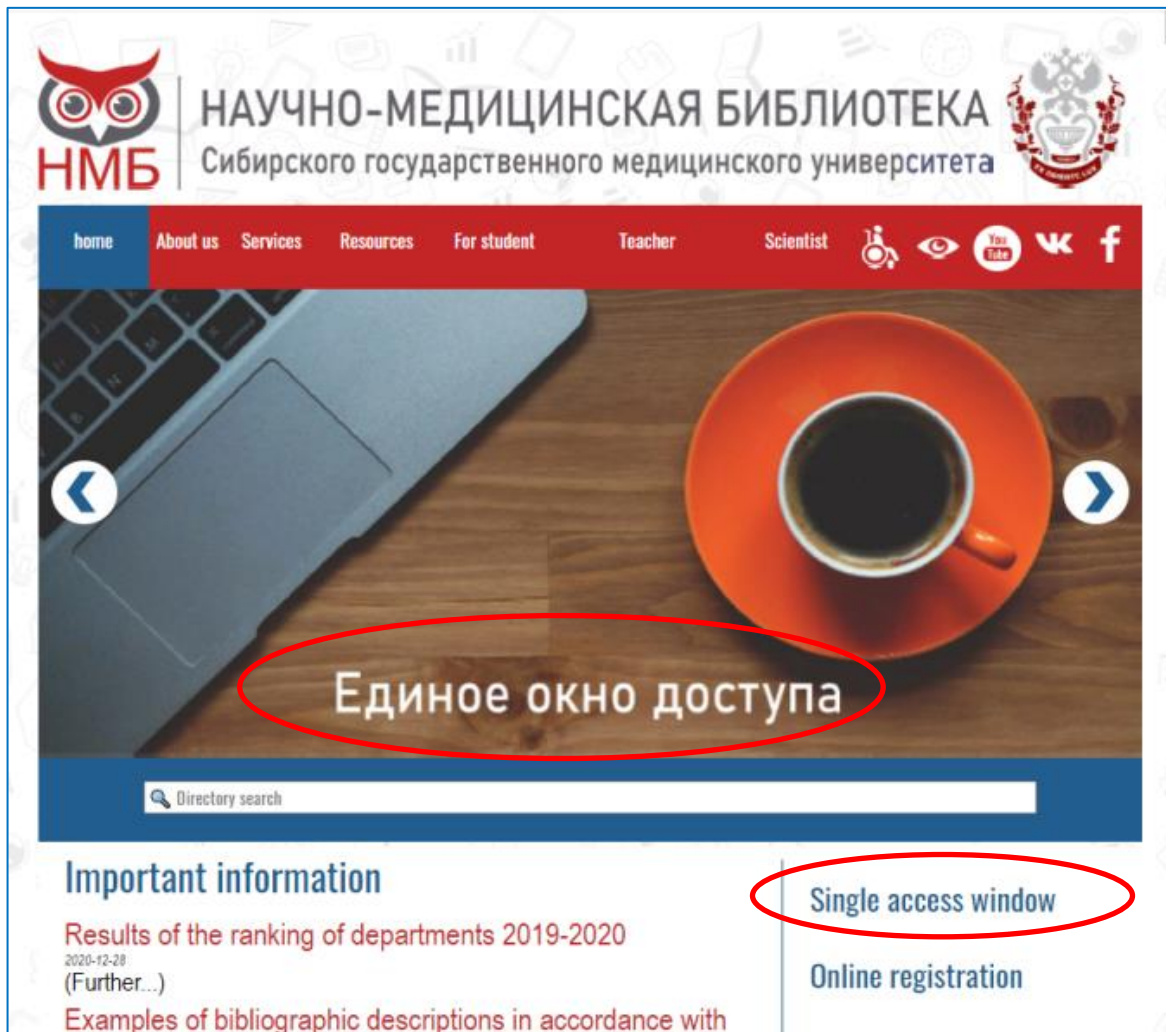 НМБ
НАУЧНО-МЕДИЦИНСКАЯ БИБЛИОТЕКА
Сибирского государственного медицинского университета
home About us Services Resources For student Teacher Scientist You Tube
Единое окно доступа
Directory search
Important information
Results of the ranking of departments 2019-2020
2020-12-28
(Further...)
Examples of bibliographic descriptions in accordance with
Single access window
Online registration